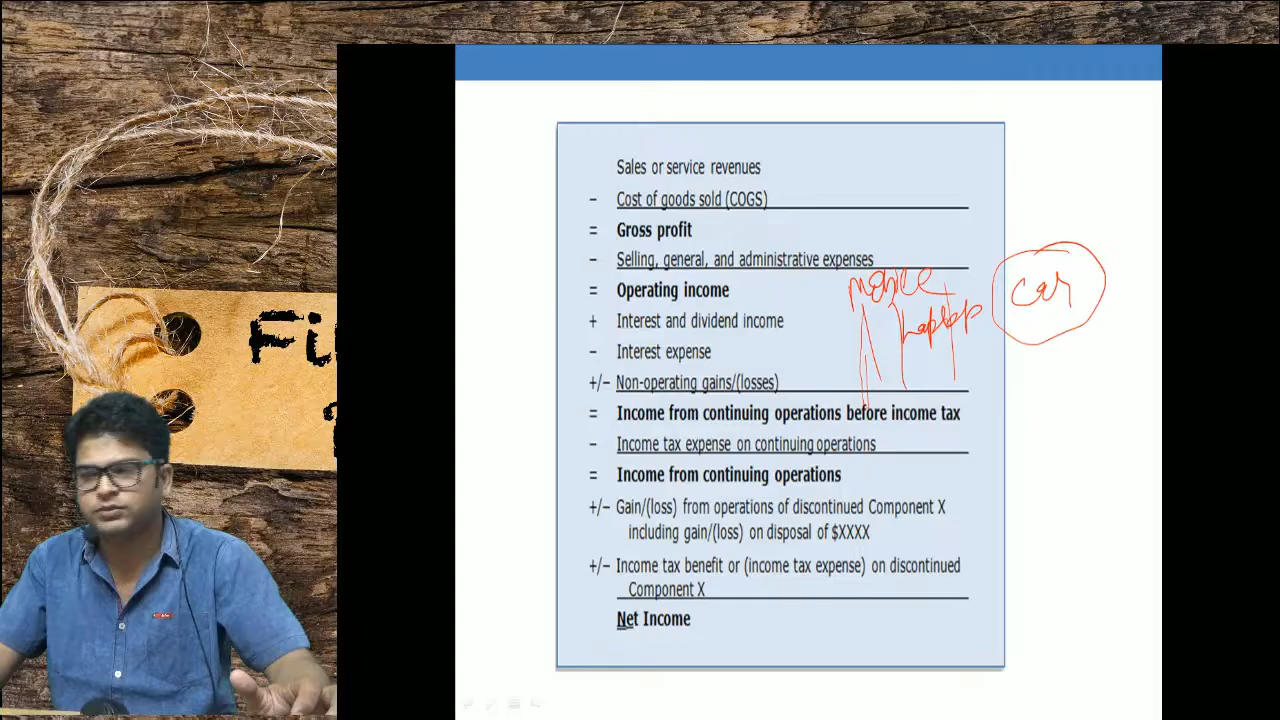 Sales or service revenues
− Cost of goods sold (COGS)
= Gross profit
− Selling, general, and administrative expenses
= Operating income
+ Interest and dividend income
− Interest expense
+/− Non-operating gains/(losses)
= Income from continuing operations before income tax
− Income tax expense on continuing operations
= Income from continuing operations
+/− Gain/(loss) from operations of discontinued Component X
including gain/(loss) on disposal of $XXXX
+/− Income tax benefit or (income tax expense) on discontinued
Component X
Net Income
laptop
car
Fi